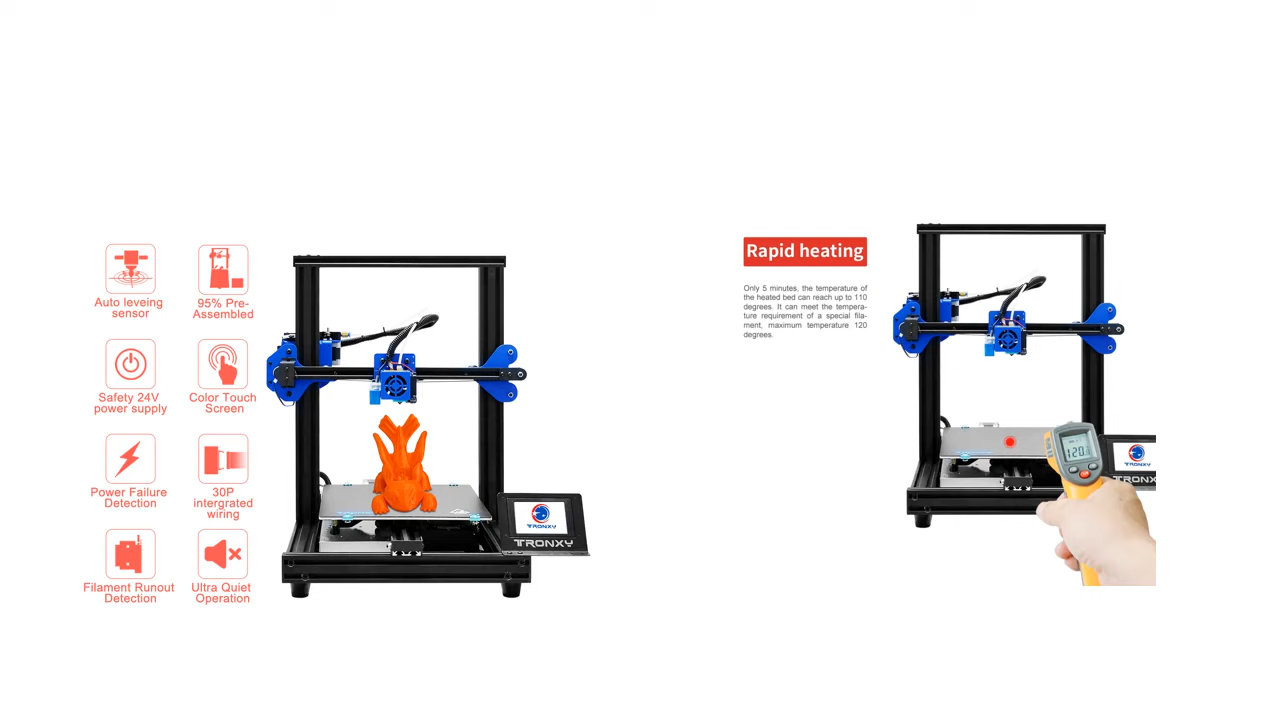 Auto leveing
sensor
95% Pre-
Assembled
Safety 24V
power supply
Color Touch
Screen
Power Failure
Detection
30P
intergrated
wiring
Filament Runout
Detection
Ultra Quiet
Operation
TRONXY
TRONXY
Rapid heating
Only 5 minutes, the temperature of
the heated bed can reach up to 110
degrees. It can meet the tempera-
ture requirement of a special fila-
ment, maximum temperature 120
degrees.
120.
TRONXY
TRONXY